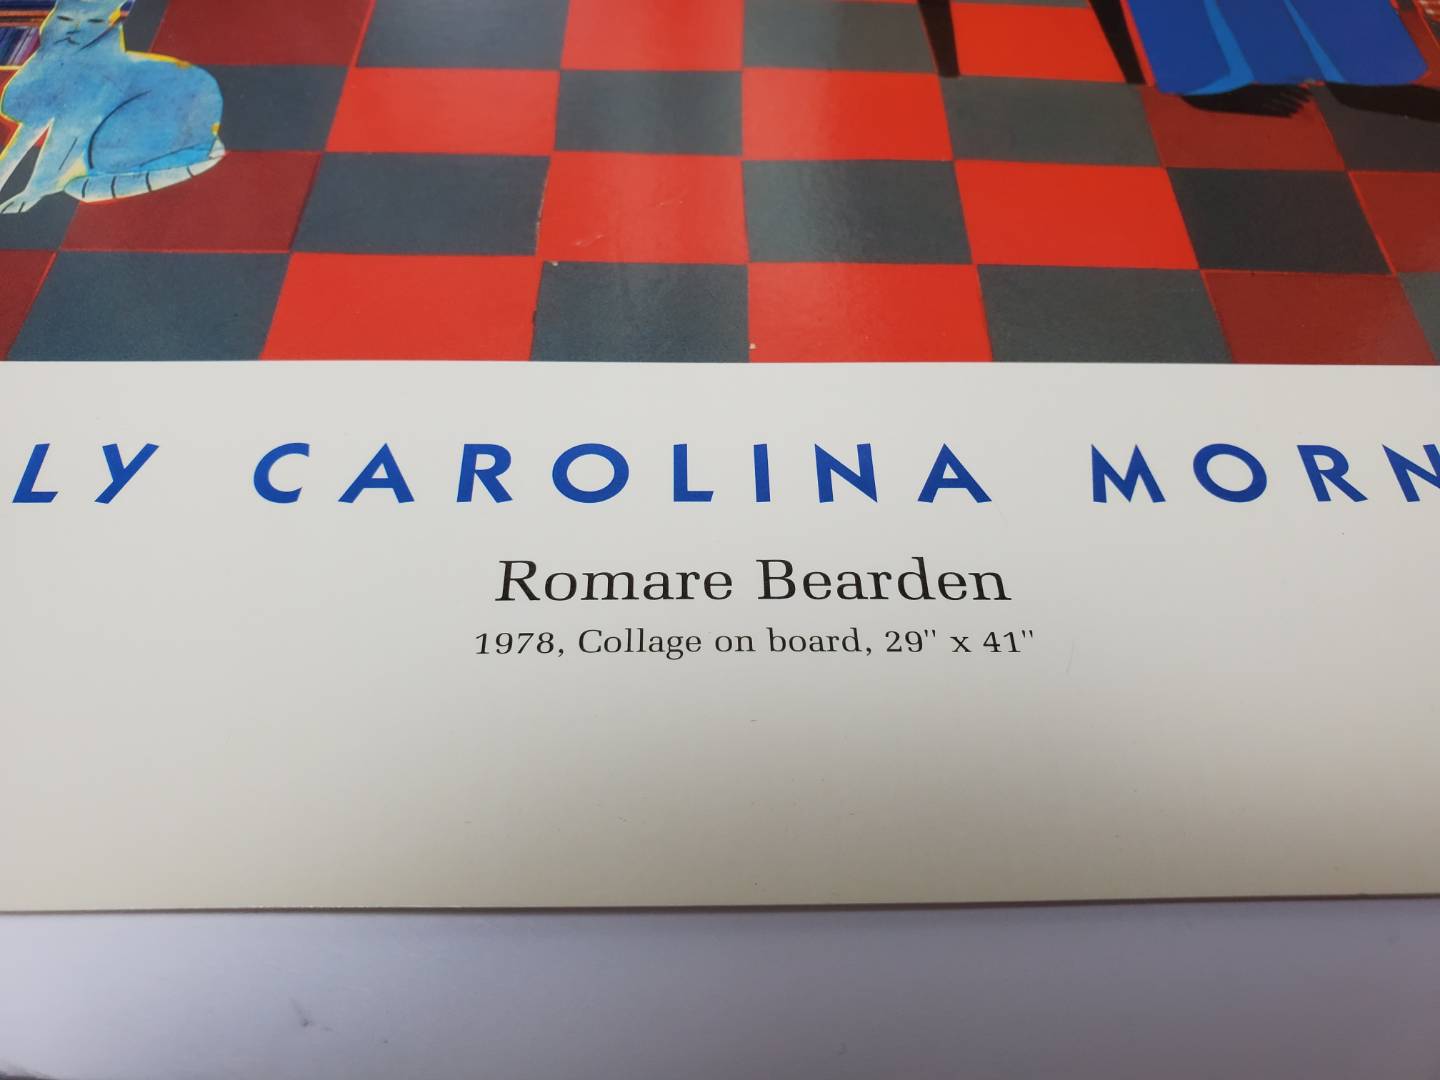 LY CAROLINA MORN
Romare Bearden
1978, Collage on board, 29" x 41"